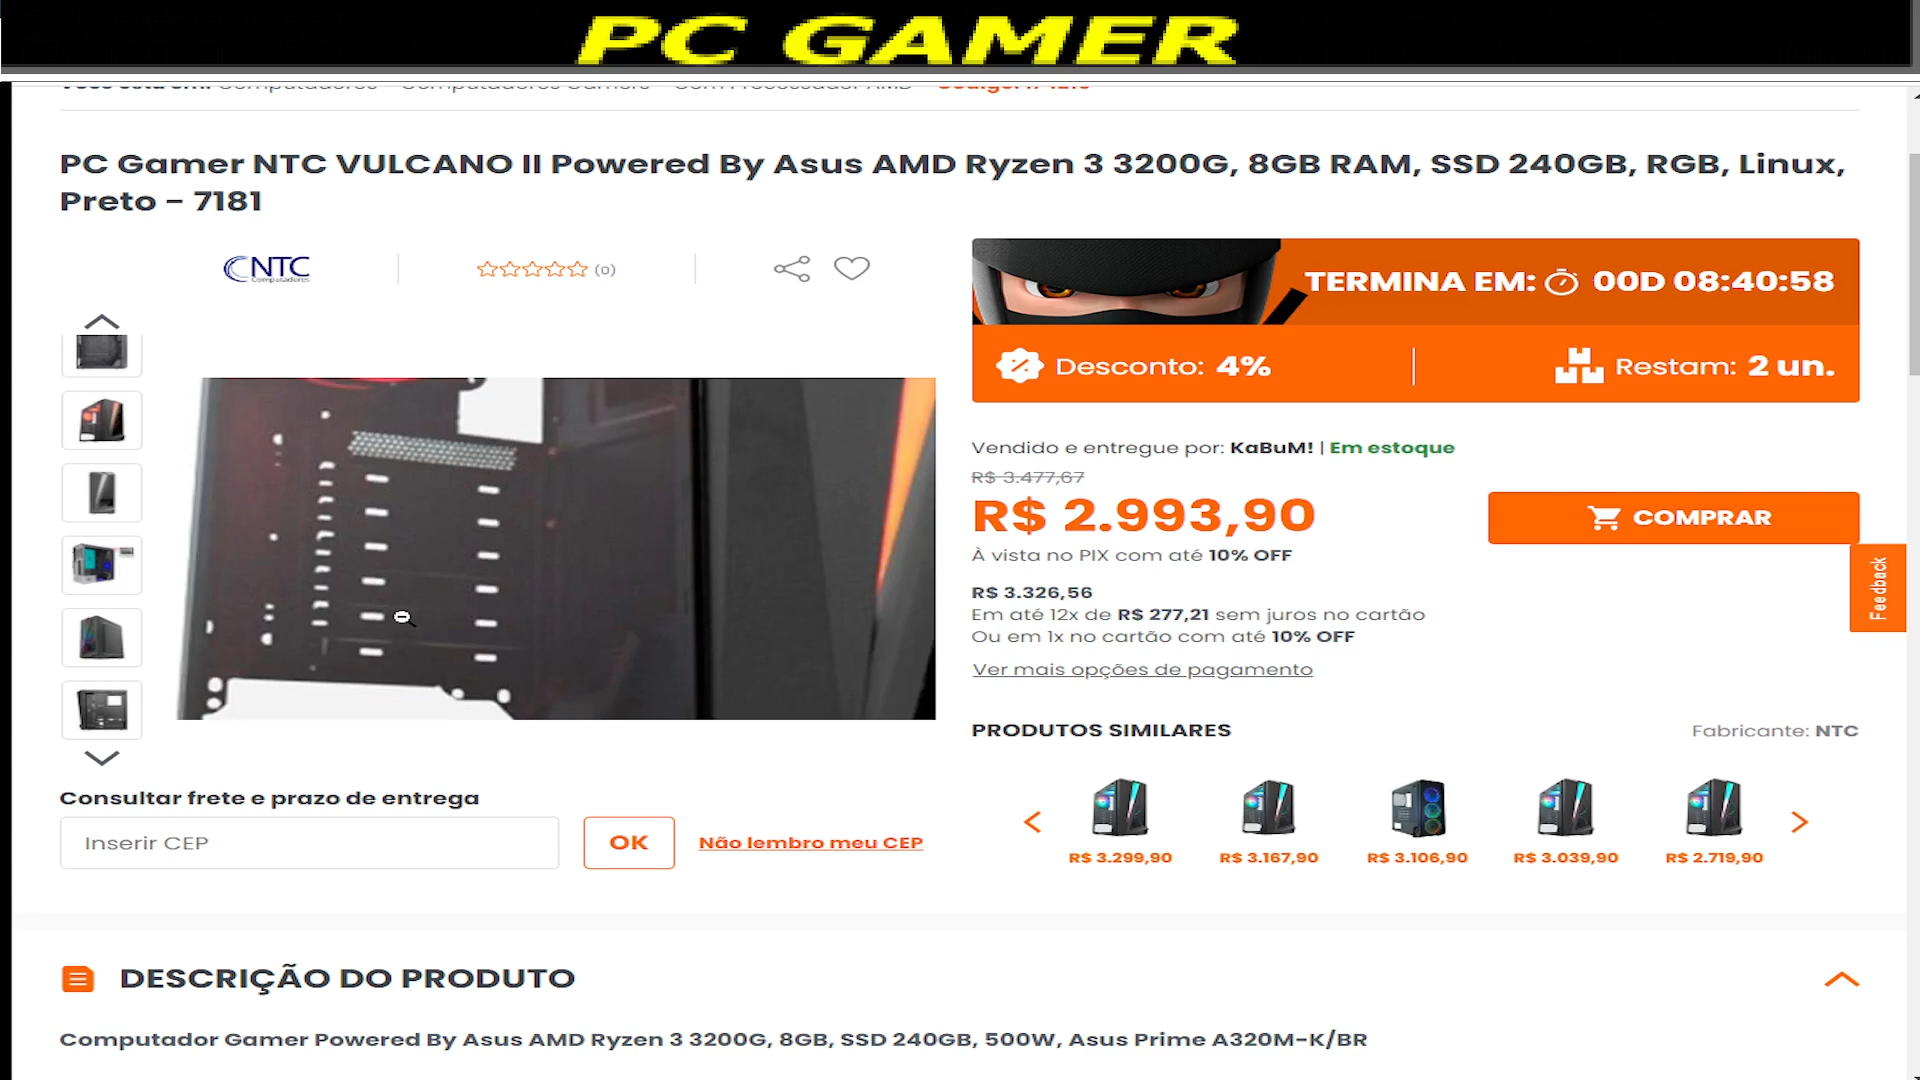 PC GAMER
PC Gamer NTC VULCANO II Powered By Asus AMD Ryzen 3 3200G, 8GB RAM, SSD 240GB, RGB, Linux,
Preto - 7181
NTC
Computadores
(0)
TERMINA EM: 00D 08:40:58
Desconto: 4%
Restam: 2 un.
Vendido e entregue por: KaBuM! | Em estoque
R$ 3.477,67
R$ 2.993,90
COMPRAR
À vista no PIX com até 10% OFF
Feedback
R$ 3.326,56
Em até 12x de R$ 277,21 sem juros no cartão
Ou em 1x no cartão com até 10% OFF
Ver mais opções de pagamento
PRODUTOS SIMILARES
Fabricante: NTC
Consultar frete e prazo de entrega
Inserir CEP
OK
Não lembro meu CEP
R$ 3.299,90
R$ 3.167,90
R$ 3.106,90
R$ 3.039,90
R$ 2.719,90
DESCRIÇÃO DO PRODUTO
Computador Gamer Powered By Asus AMD Ryzen 3 3200G, 8GB, SSD 240GB, 500W, Asus Prime A320M-K/BR